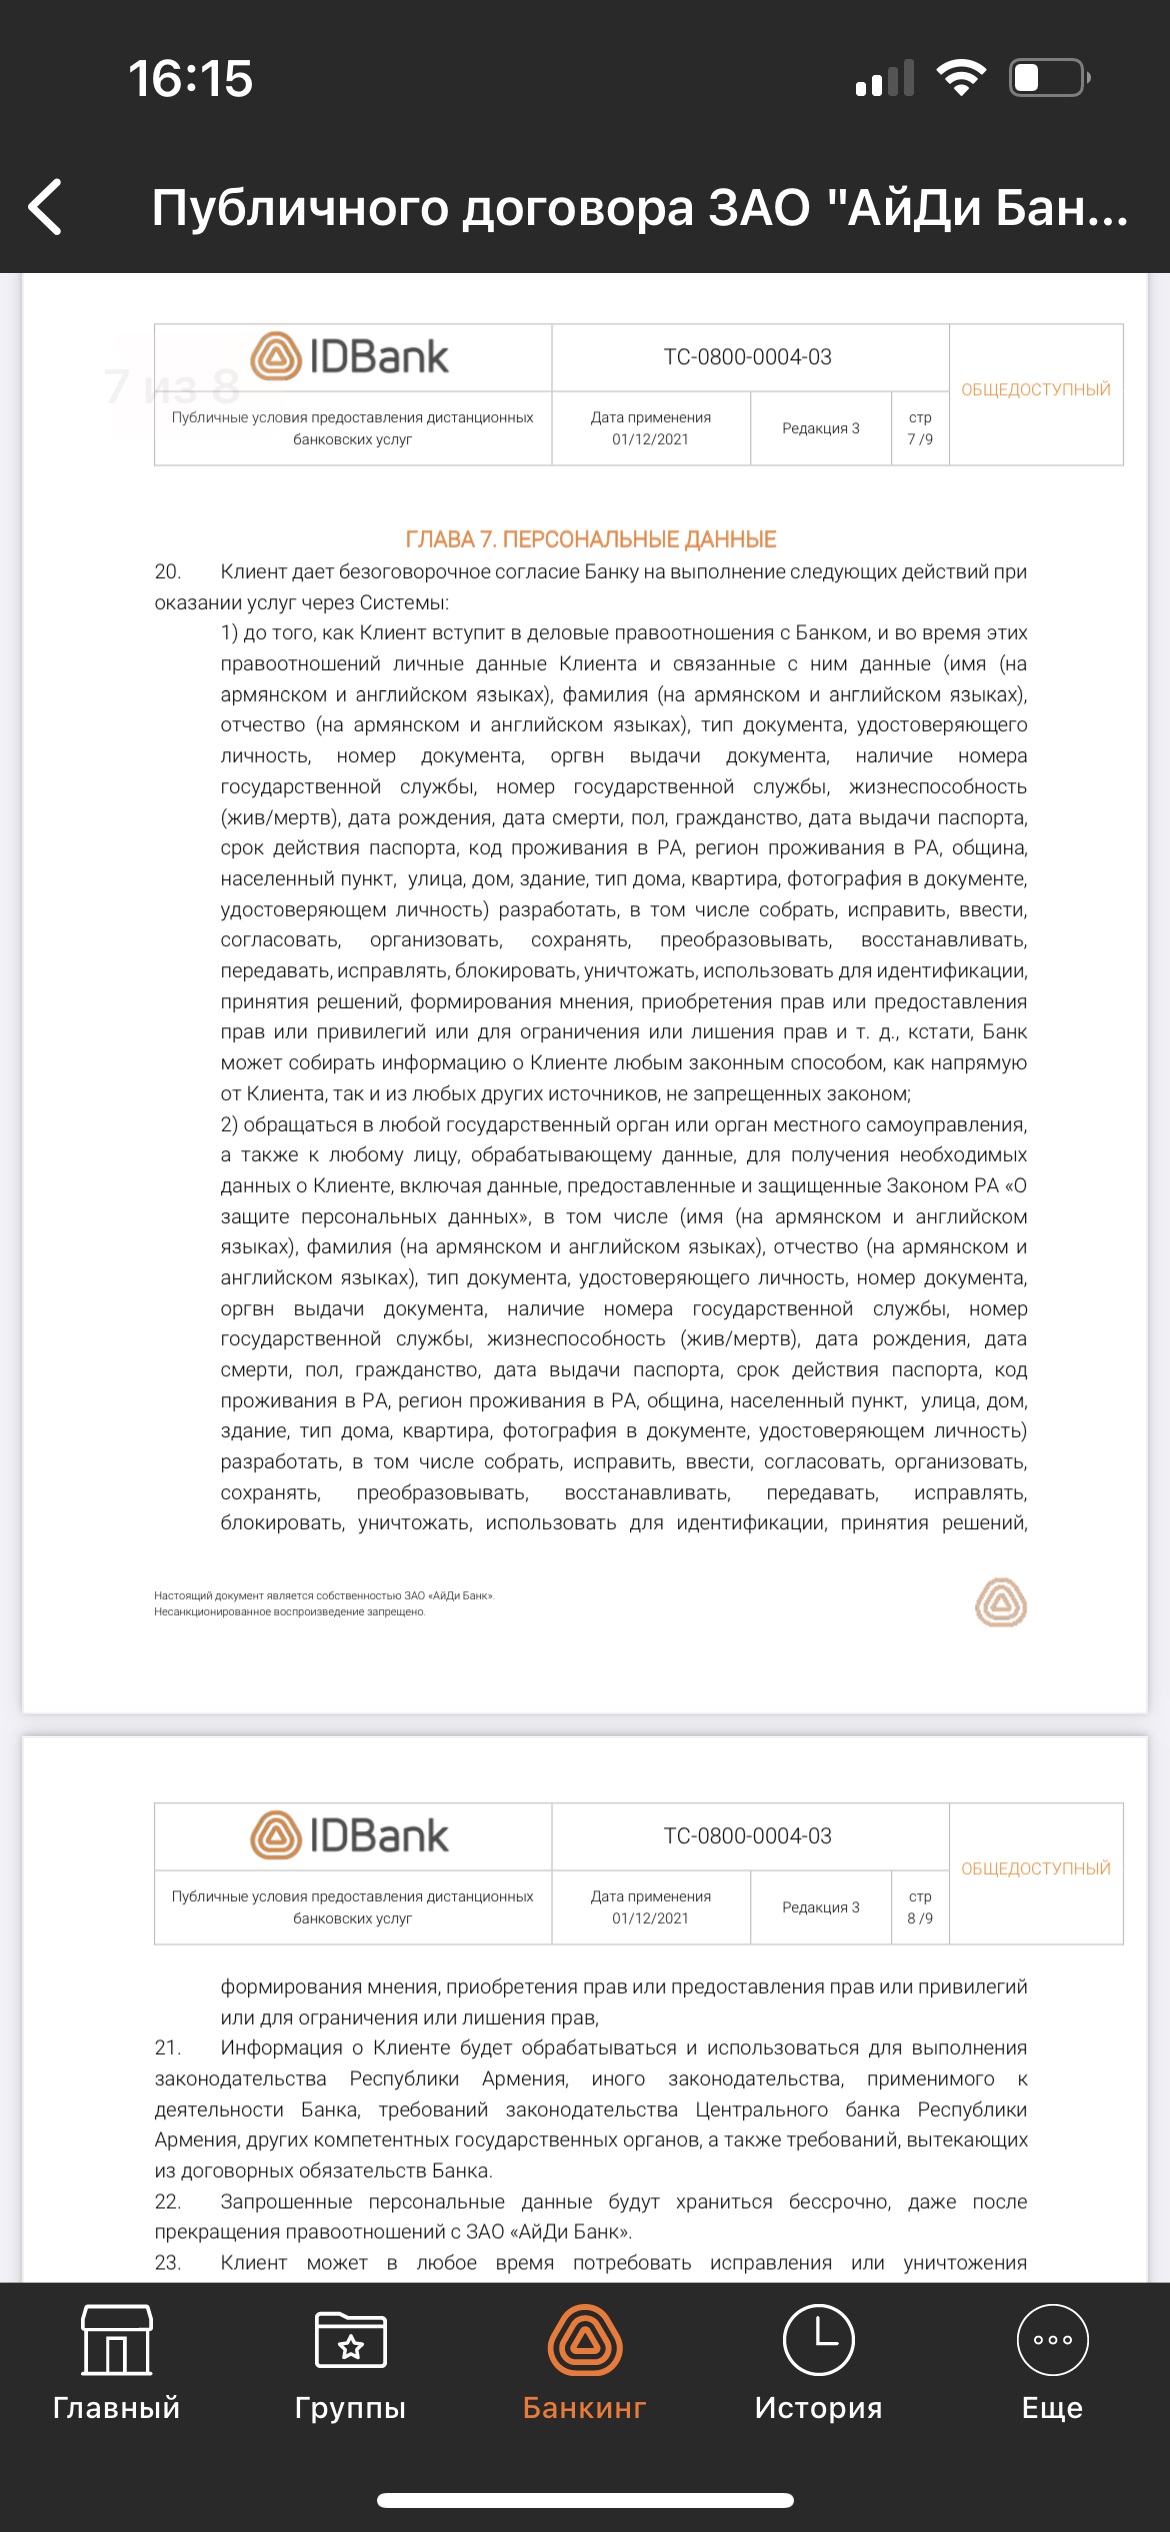 16:15
Публичного договора ЗАО "АйДи Бан...
7 из 8
IDBank
TC-0800-0004-03
ОБЩЕДОСТУПНЫЙ
Публичные условия предоставления дистанционных
банковских услуг
Дата применения
01/12/2021
Редакция 3
стр
7 /9
ГЛАВА 7. ПЕРСОНАЛЬНЫЕ ДАННЫЕ
20. Клиент дает безоговорочное согласие Банку на выполнение следующих действий при
оказании услуг через Системы:
1) до того, как Клиент вступит в деловые правоотношения с Банком, и во время этих
правоотношений личные данные Клиента и связанные с ним данные (имя (на
армянском и английском языках), фамилия (на армянском и английском языках),
отчество (на армянском и английском языках), тип документа, удостоверяющего
личность, номер документа, оргвн выдачи документа, наличие номера
государственной службы, номер государственной службы, жизнеспособность
(жив/мертв), дата рождения, дата смерти, пол, гражданство, дата выдачи паспорта,
срок действия паспорта, код проживания в РА, регион проживания в РА, община,
населенный пункт, улица, дом, здание, тип дома, квартира, фотография в документе,
удостоверяющем личность) разработать, в том числе собрать, исправить, ввести,
согласовать, организовать, сохранять, преобразовывать, восстанавливать,
передавать, исправлять, блокировать, уничтожать, использовать для идентификации,
принятия решений, формирования мнения, приобретения прав или предоставления
прав или привилегий или для ограничения или лишения прав и т. д., кстати, Банк
может собирать информацию о Клиенте любым законным способом, как напрямую
от Клиента, так и из любых других источников, не запрещенных законом;
2) обращаться в любой государственный орган или орган местного самоуправления,
а также к любому лицу, обрабатывающему данные, для получения необходимых
данных о Клиенте, включая данные, предоставленные и защищенные Законом РА «О
защите персональных данных», в том числе (имя (на армянском и английском
языках), фамилия (на армянском и английском языках), отчество (на армянском и
английском языках), тип документа, удостоверяющего личность, номер документа,
оргвн выдачи документа, наличие номера государственной службы, номер
государственной службы, жизнеспособность (жив/мертв), дата рождения, дата
смерти, пол, гражданство, дата выдачи паспорта, срок действия паспорта, код
проживания в РА, регион проживания в РА, община, населенный пункт, улица, дом,
здание, тип дома, квартира, фотография в документе, удостоверяющем личность)
разработать, в том числе собрать, исправить, ввести, согласовать, организовать,
сохранять, преобразовывать, восстанавливать, передавать, исправлять,
блокировать, уничтожать, использовать для идентификации, принятия решений,
Настоящий документ является собственностью ЗАО «АйДи Банк».
Несанкционированное воспроизведение запрещено.
IDBank
TC-0800-0004-03
ОБЩЕДОСТУПНЫЙ
Публичные условия предоставления дистанционных
банковских услуг
Дата применения
01/12/2021
Редакция 3
стр
8 /9
формирования мнения, приобретения прав или предоставления прав или привилегий
или для ограничения или лишения прав,
21. Информация о Клиенте будет обрабатываться и использоваться для выполнения
законодательства Республики Армения, иного законодательства, применимого к
деятельности Банка, требований законодательства Центрального банка Республики
Армения, других компетентных государственных органов, а также требований, вытекающих
из договорных обязательств Банка.
22. Запрошенные персональные данные будут храниться бессрочно, даже после
прекращения правоотношений с ЗАО «АйДи Банк».
23. Клиент может в любое время потребовать исправления или уничтожения
Главный
Группы
Банкинг
История
Еще